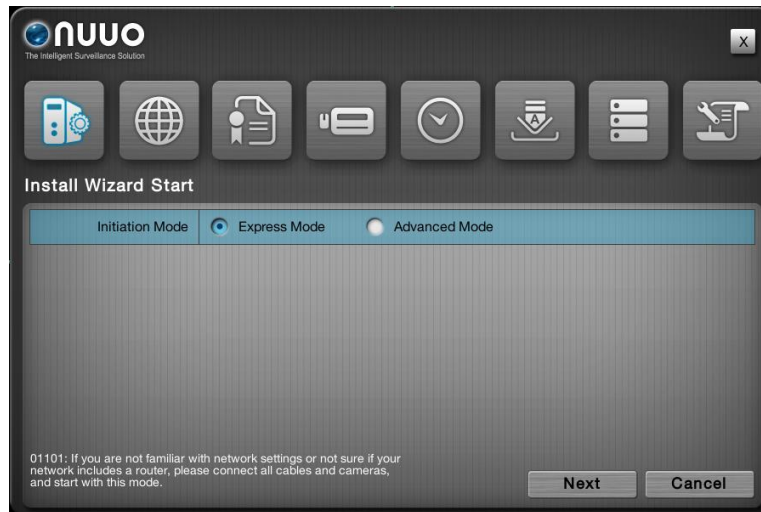 nuuo
The Intelligent Surveillance Solution
X
A
Install Wizard Start
Initiation Mode Express Mode Advanced Mode
01101: If you are not familiar with network settings or not sure if your
network includes a router, please connect all cables and cameras,
and start with this mode.
Next Cancel